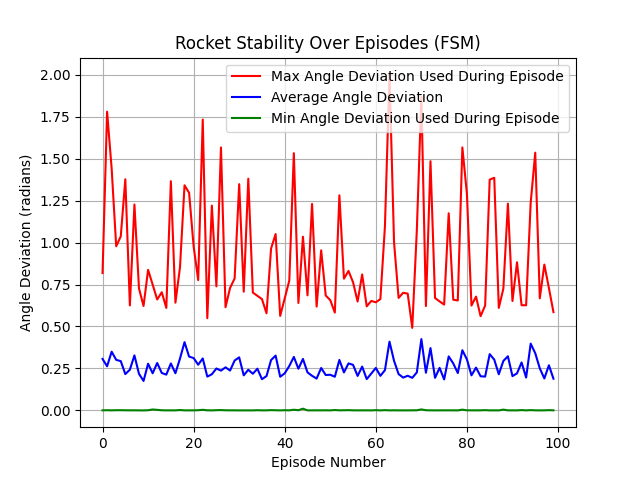 Rocket Stability Over Episodes (FSM)
Max Angle Deviation Used During Episode
Average Angle Deviation
Min Angle Deviation Used During Episode
Angle Deviation (radians)
2.00
1.75
1.50
1.25
1.00
0.75
0.50
0.25
0.00
0 20 40 60 80 100
Episode Number